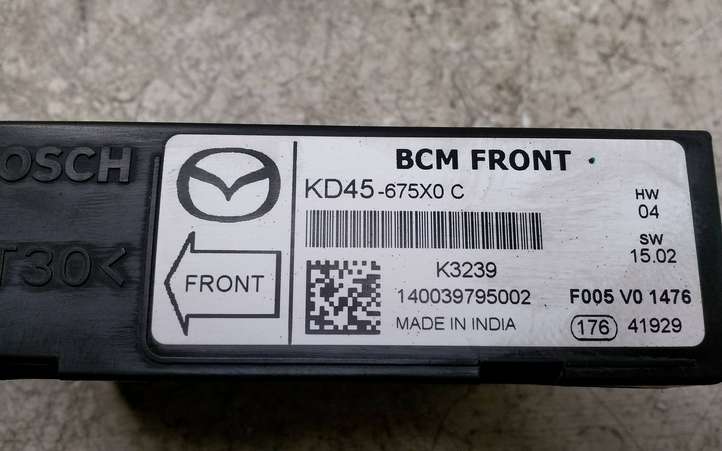 OSCH
T30<
BCM FRONT
KD45-675X0 C
HW
04
SW
15.02
FRONT
K3239
140039795002
F005 V0 1476
MADE IN INDIA
176 41929